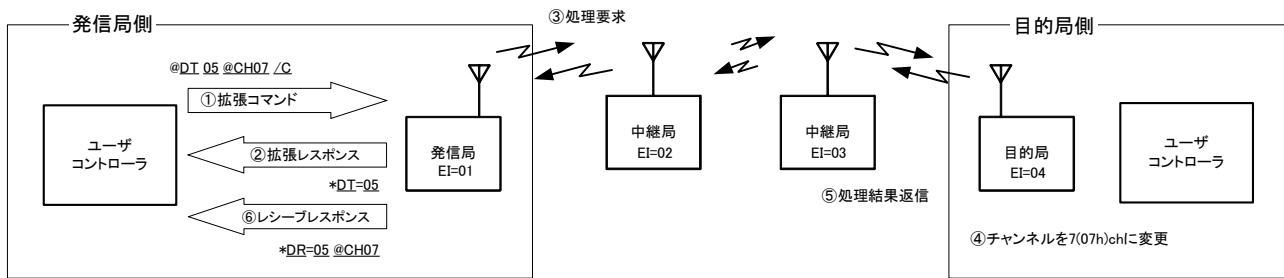 発信局側
@DT 05 @CH07 /C
①拡張コマンド
ユーザ
コントローラ
②拡張レスポンス
*DT=05
⑥レシーブレスポンス
*DR=05 @CH07
発信局
EI=01
③処理要求
中継局
EI=02
中継局
EI=03
⑤処理結果返信
目的局側
目的局
EI=04
ユーザ
コントローラ
④チャンネルを7(07h)chに変更